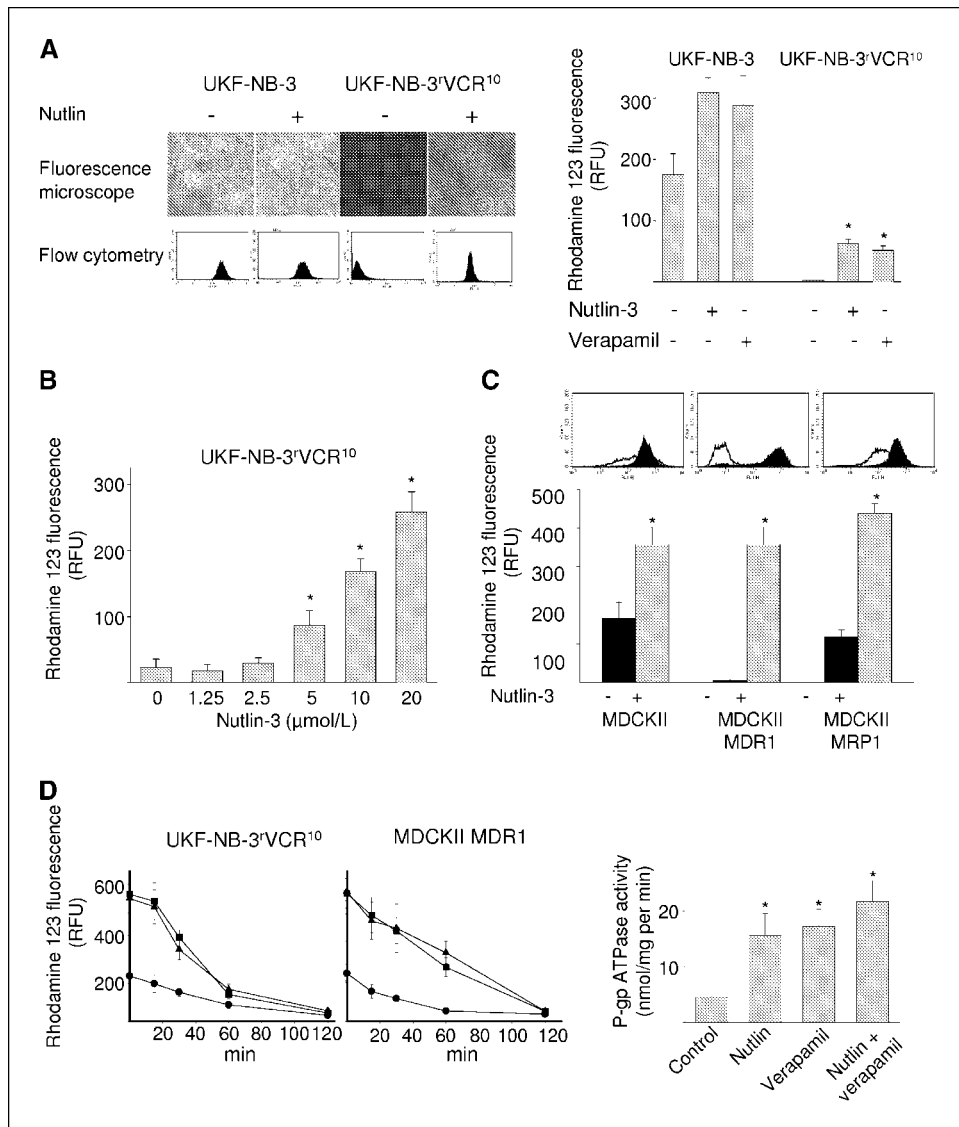 A
UKF-NB-3 UKF-NB-3rVCR10
Nutlin - + - +
Fluorescence
microscope
Flow cytometry
UKF-NB-3 UKF-NB-3rVCR10
Rhodamine 123 fluorescence
(RFU)
300
200
100
* *
Nutlin-3 - + - - + -
Verapamil - - + - - +
B
UKF-NB-3rVCR10
Rhodamine 123 fluorescence
(RFU)
300
200
100
* * *
0 1.25 2.5 5 10 20
Nutlin-3 (μmol/L)
C
Rhodamine 123 fluorescence
(RFU)
500
400
300
200
100
* * *
Nutlin-3 - + - + - +
MDCKII MDCKII MDCKII
MDR1 MRP1
D
UKF-NB-3rVCR10 MDCKII MDR1
Rhodamine 123 fluorescence
(RFU)
600
400
200
20 40 60 80 100 120 20 40 60 80 100 120
min min
P-gp ATPase activity
(nmol/mg per min)
20
10
* * *
Control
Nutlin
Verapamil
Nutlin +
verapamil